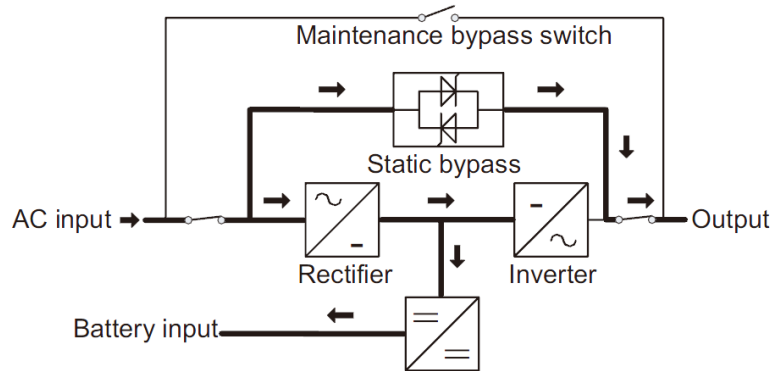 Maintenance bypass switch
Static bypass
AC input
Output
Rectifier
Inverter
Battery input